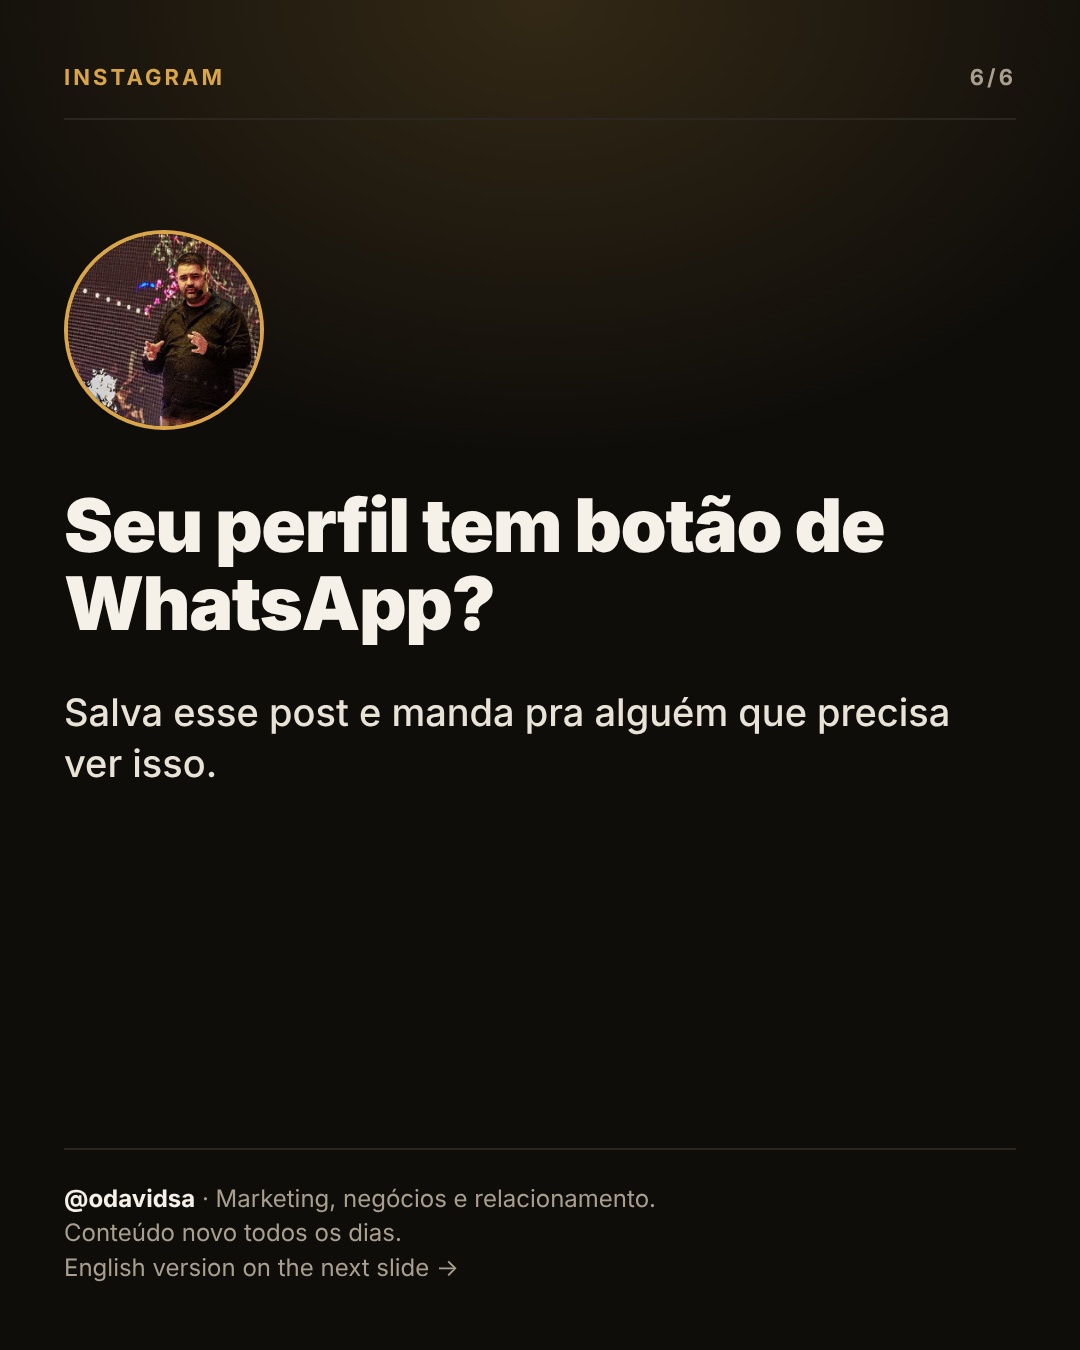 INSTAGRAM
6/6
Seu perfil tem botão de
WhatsApp?
Salva esse post e manda pra alguém que precisa
ver isso.
@odavidsa · Marketing, negócios e relacionamento.
Conteúdo novo todos os dias.
English version on the next slide →